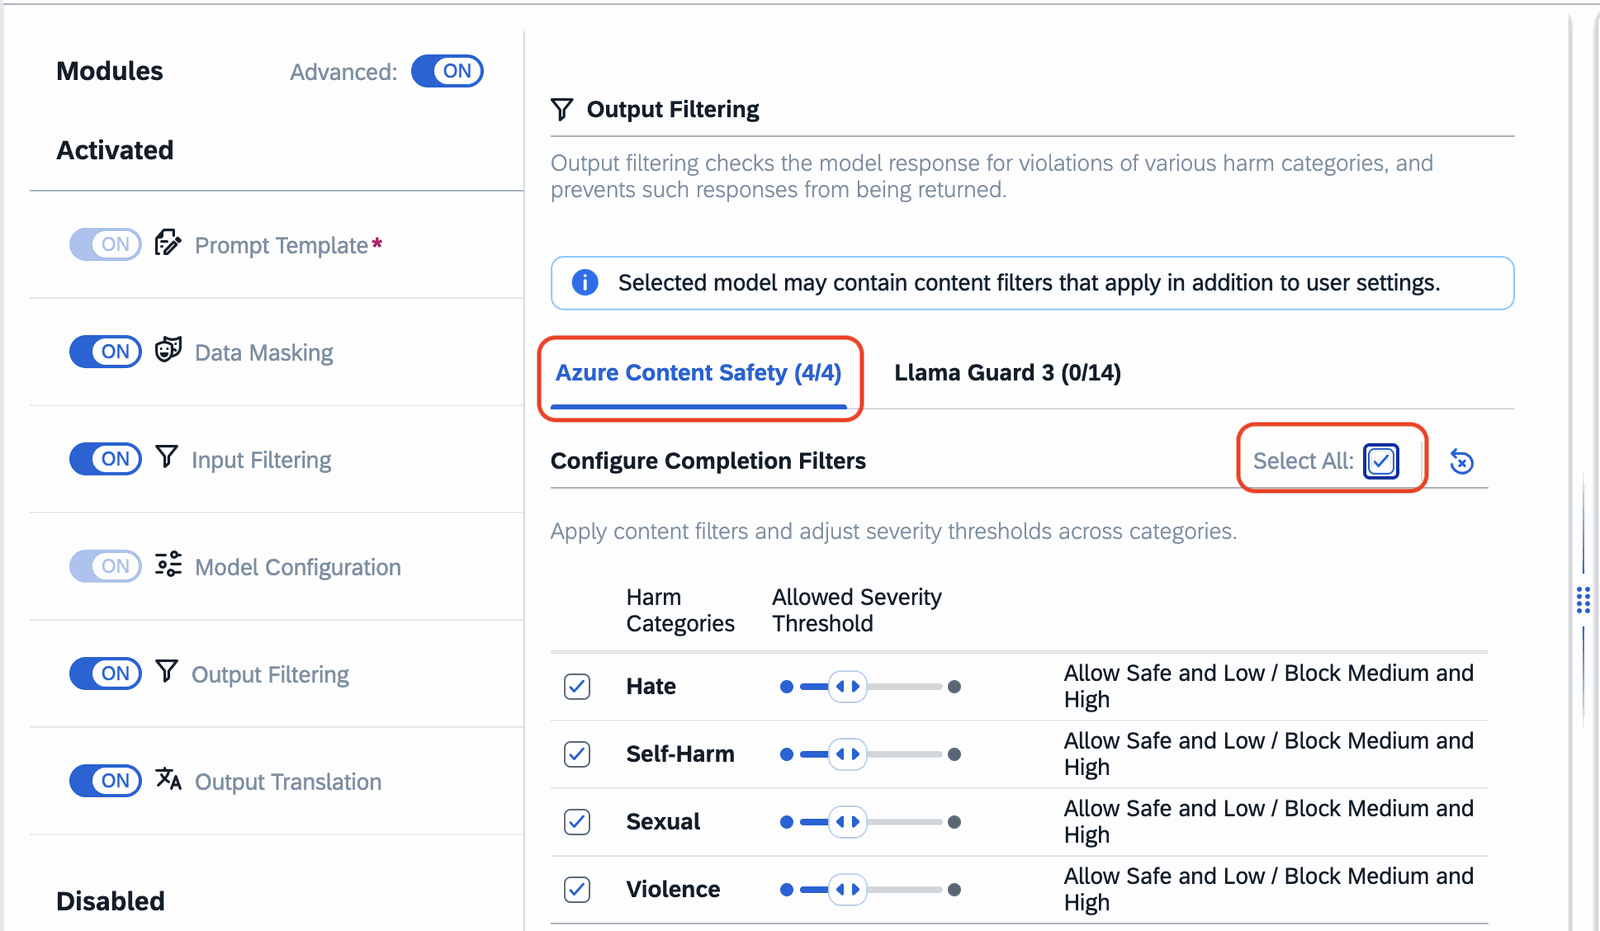 Modules
Advanced: ON
Activated
ON Prompt Template*
ON Data Masking
ON Input Filtering
ON Model Configuration
ON Output Filtering
ON Output Translation
Disabled
Output Filtering
Output filtering checks the model response for violations of various harm categories, and
prevents such responses from being returned.
Selected model may contain content filters that apply in addition to user settings.
Azure Content Safety (4/4) Llama Guard 3 (0/14)
Configure Completion Filters Select All:
Apply content filters and adjust severity thresholds across categories.
Harm
Categories
Allowed Severity
Threshold
Hate
Allow Safe and Low / Block Medium and
High
Self-Harm
Allow Safe and Low / Block Medium and
High
Sexual
Allow Safe and Low / Block Medium and
High
Violence
Allow Safe and Low / Block Medium and
High